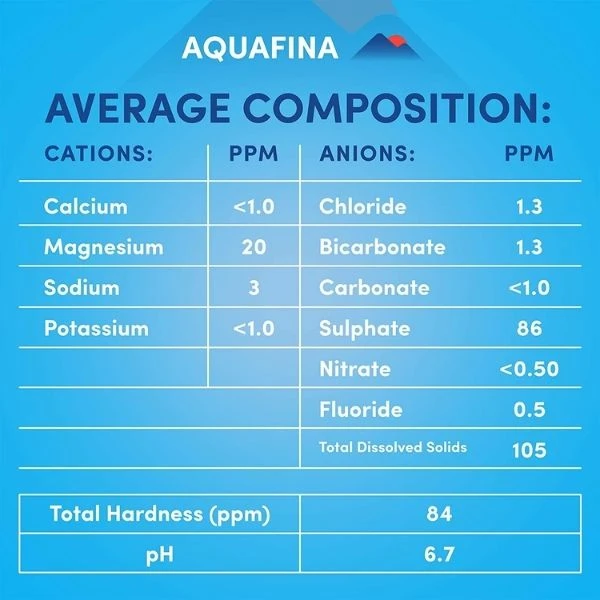 AQUAFINA
AVERAGE COMPOSITION:
CATIONS: PPM ANIONS: PPM
Calcium <1.0 Chloride 1.3
Magnesium 20 Bicarbonate 1.3
Sodium 3 Carbonate <1.0
Potassium <1.0 Sulphate 86
Nitrate <0.50
Fluoride 0.5
Total Dissolved Solids 105
Total Hardness (ppm) 84
pH 6.7